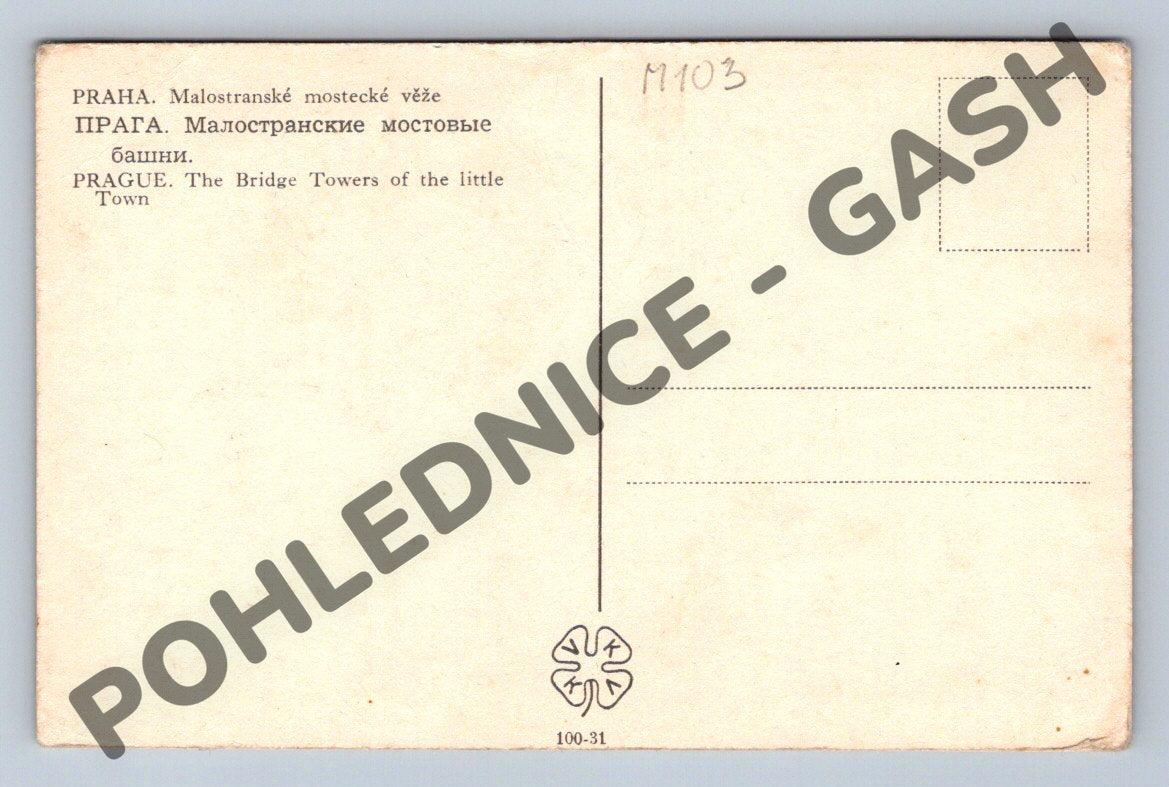 PRAHA. Malostranské mostecké věže
ПРАГА. Малостранские мостовые
башни.
PRAGUE. The Bridge Towers of the little
Town
M103
POHLEDNICE - GASH
V K
K V
100-31